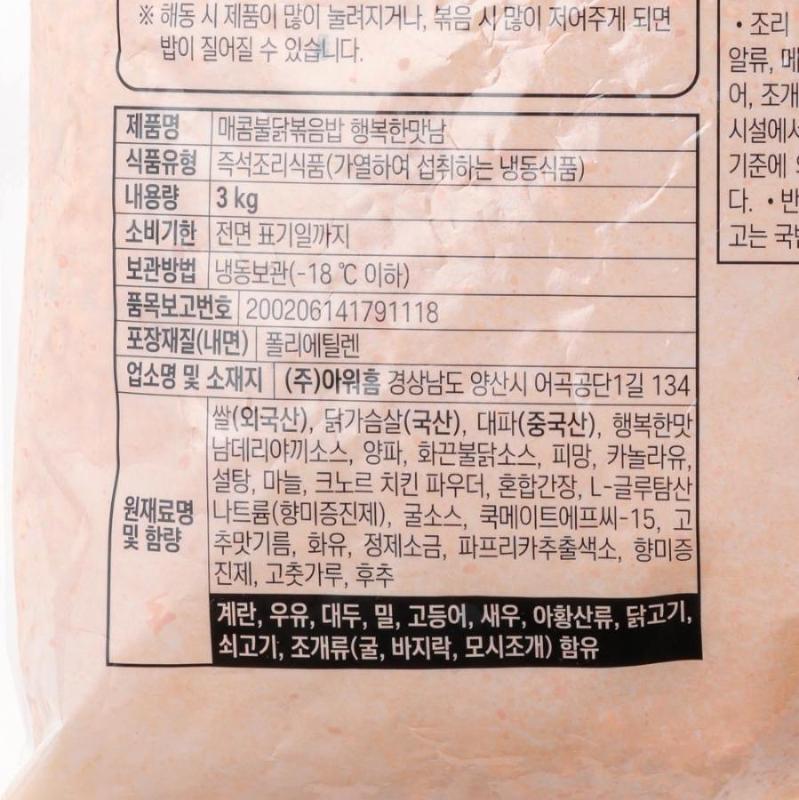 ※ 해동 시 제품이 많이 눌려지거나, 볶음 시 많이 저어주게 되면
밥이 질어질 수 있습니다.
제품명 매콤불닭볶음밥 행복한맛남
식품유형 즉석조리식품(가열하여 섭취하는 냉동식품)
내용량 3 kg
소비기한 전면 표기일까지
보관방법 냉동보관(-18 ℃ 이하)
품목보고번호 200206141791118
포장재질(내면) 폴리에틸렌
업소명 및 소재지 (주)아워홈 경상남도 양산시 어곡공단1길 134
원재료명
및 함량
쌀(외국산), 닭가슴살(국산), 대파(중국산), 행복한맛
남데리야끼소스, 양파, 화끈불닭소스, 피망, 카놀라유,
설탕, 마늘, 크노르 치킨 파우더, 혼합간장, L-글루탐산
나트륨(향미증진제), 굴소스, 쿡메이트에프씨-15, 고
추맛기름, 화유, 정제소금, 파프리카추출색소, 향미증
진제, 고춧가루, 후추
계란, 우유, 대두, 밀, 고등어, 새우, 아황산류, 닭고기,
쇠고기, 조개류(굴, 바지락, 모시조개) 함유
• 조리
알류, 메
어, 조개
시설에서
기준에
다. • 반
고는 국번